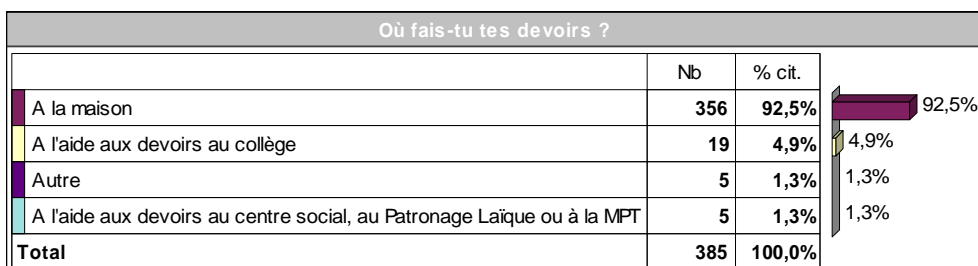 Où fais-tu tes devoirs ?
Nb % cit.
A la maison 356 92,5% 92,5%
A l'aide aux devoirs au collège 19 4,9% 4,9%
Autre 5 1,3% 1,3%
A l'aide aux devoirs au centre social, au Patronage Laïque ou à la MPT 5 1,3% 1,3%
Total 385 100,0%